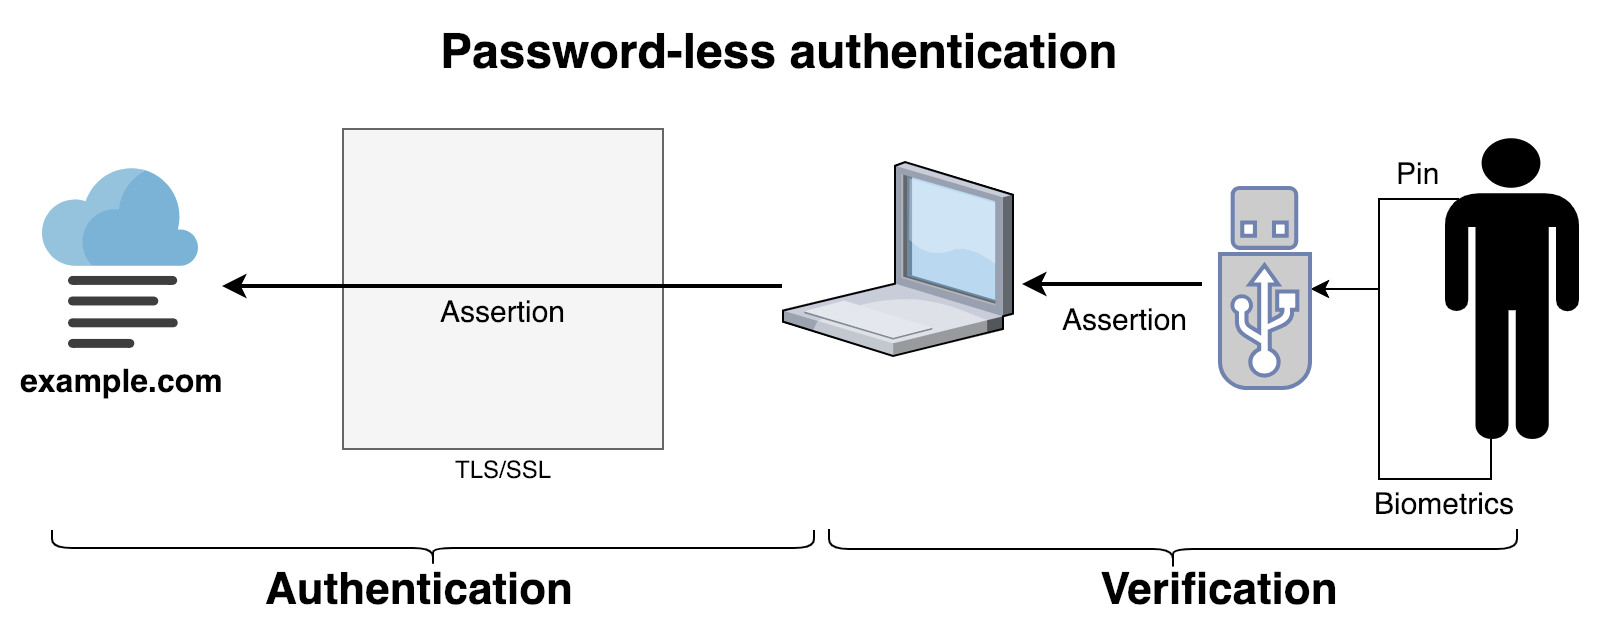 Password-less authentication
Pin
Assertion
Assertion
example.com
TLS/SSL
Biometrics
Authentication
Verification